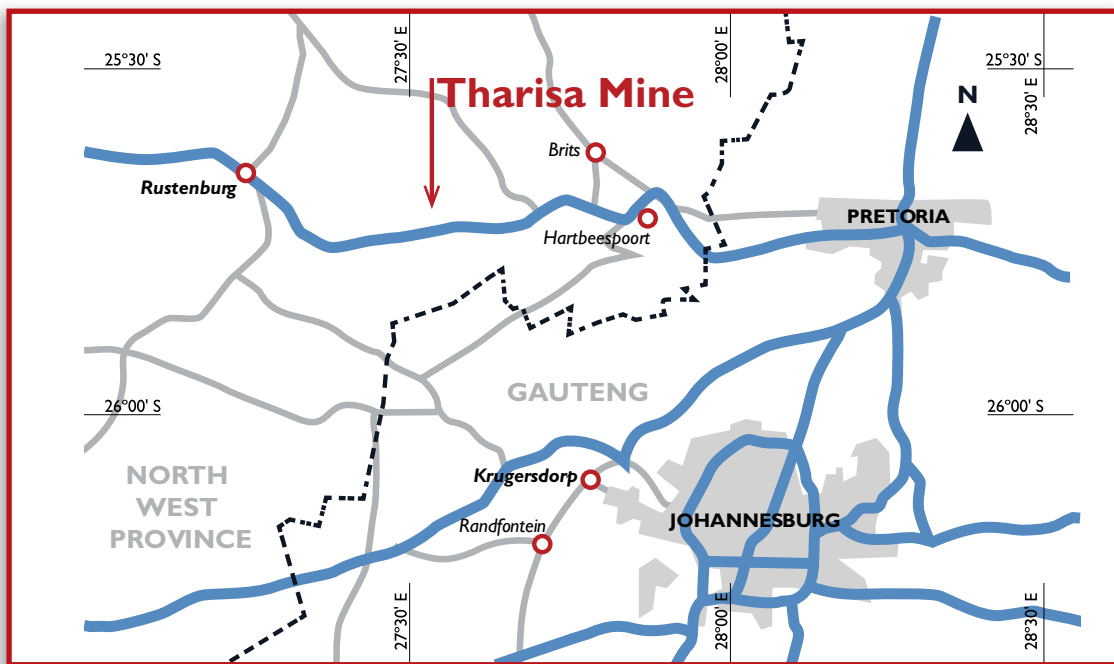 25°30' S
27°30' E
28°00' E
25°30' S
28°30' E
Tharisa Mine
N
Brits
Rustenburg
PRETORIA
Hartbeespoort
GAUTENG
26°00' S
26°00' S
NORTH
WEST
PROVINCE
Krugersdorp
Randfontein
JOHANNESBURG
27°30' E
28°00' E
28°30' E